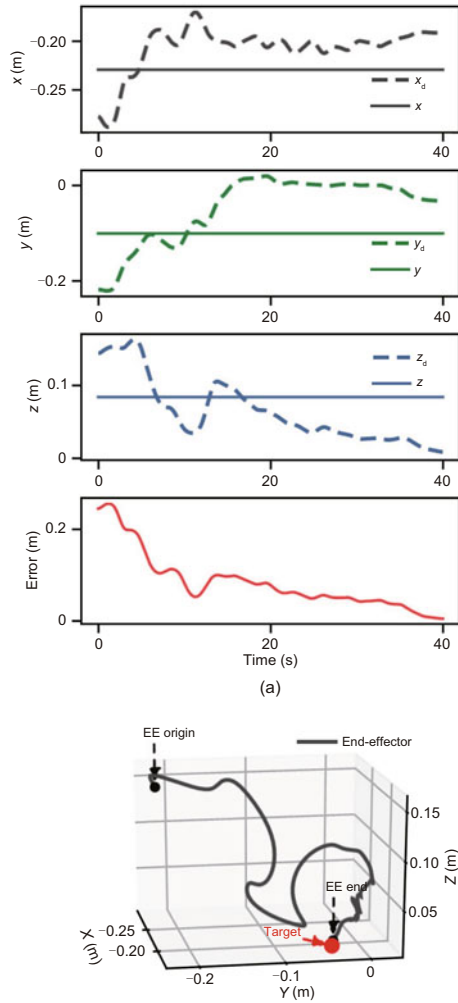 −0.20
−0.25
x (m)
x_d
x
0
20
40
0
−0.2
y (m)
y_d
y
0
20
40
0.1
0
z (m)
z_d
z
0
20
40
0.2
0
Error (m)
0
20
40
Time (s)
(a)
EE origin
End-effector
0.15
0.10
0.05
Z (m)
EE end
Target
−0.25
−0.20
X (m)
−0.2
−0.1
0
Y (m)